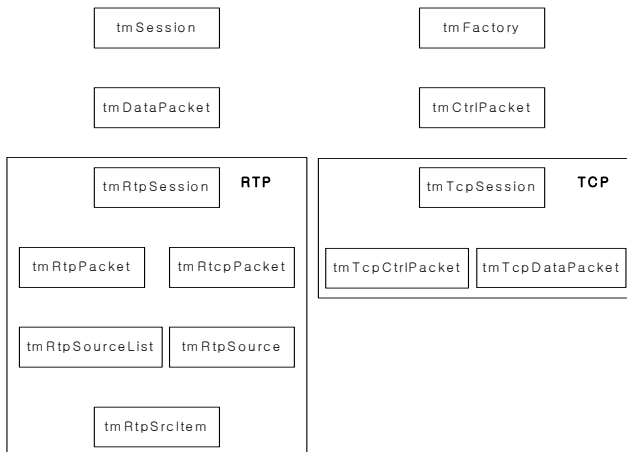 tmSession
tmFactory
tmDataPacket
tmCtrlPacket
tmRtpSession
RTP
tmTcpSession
TCP
tmRtpPacket
tmRtcpPacket
tmTcpCtrlPacket
tmTcpDataPacket
tmRtpSourceList
tmRtpSource
tmRtpSrcItem